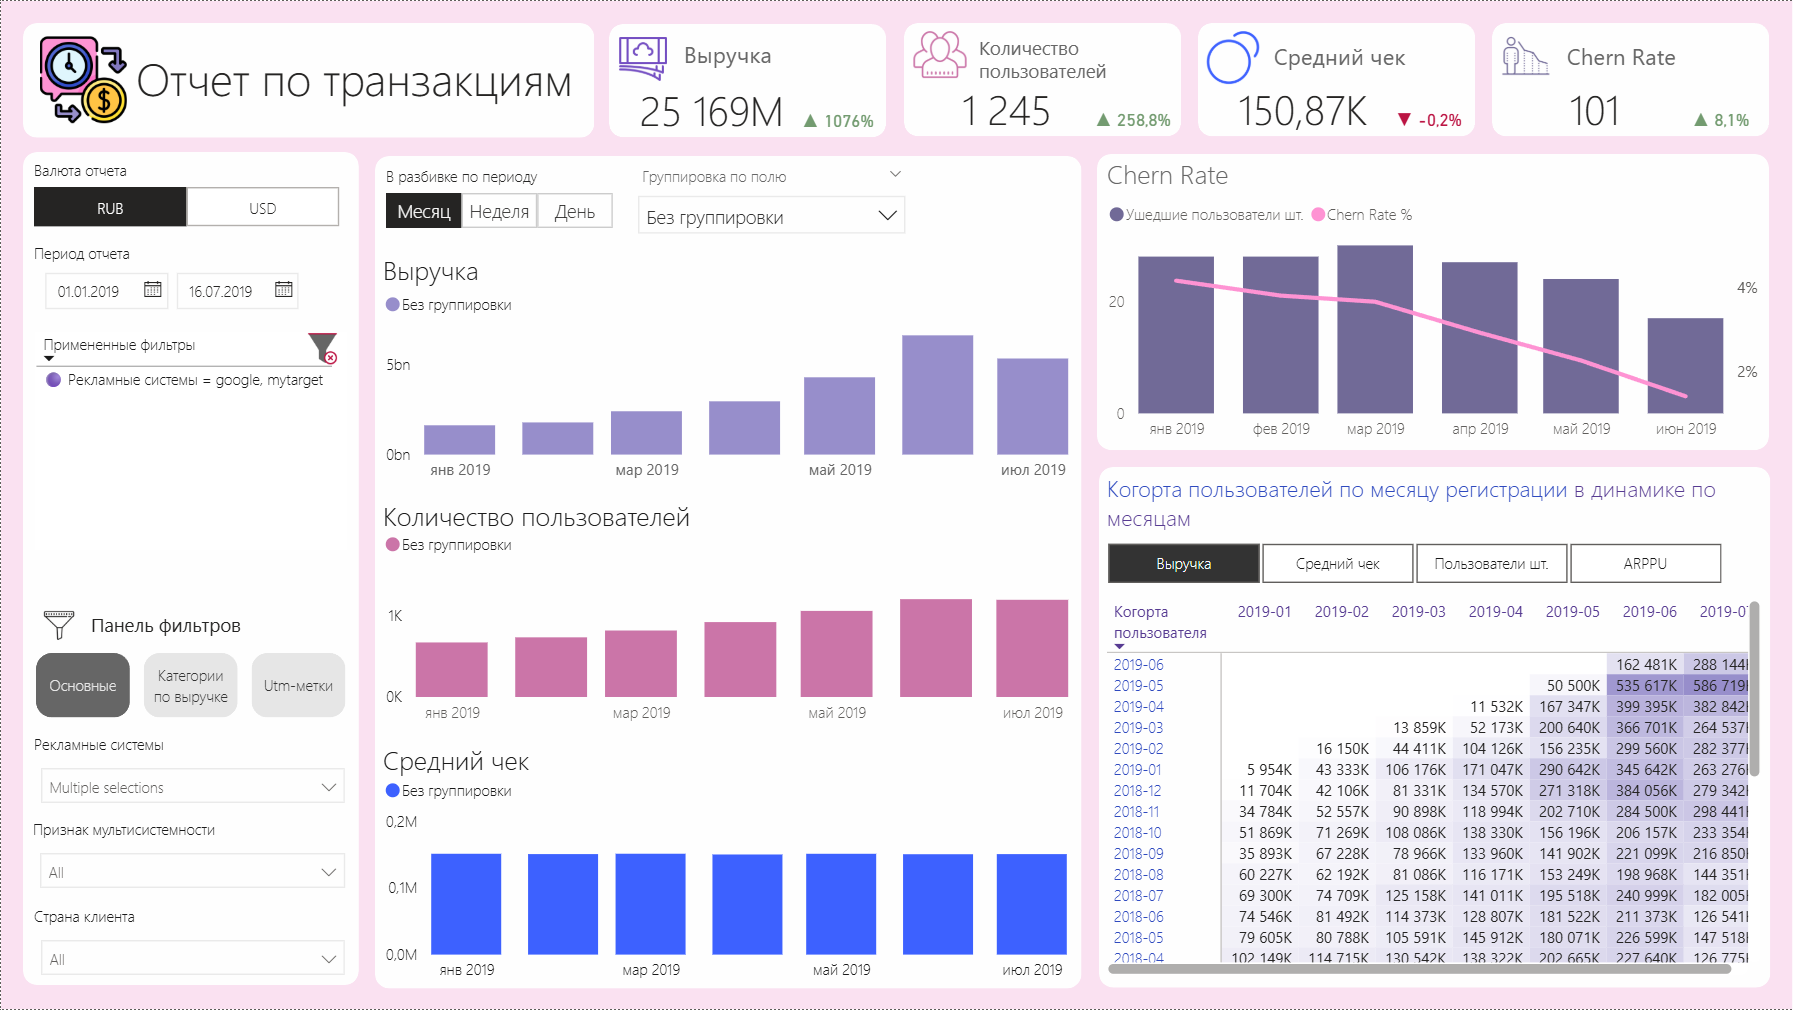 Отчет по транзакциям
Выручка
25 169M
▲ 1076%
Количество
пользователей
1 245
▲ 258,8%
Средний чек
150,87K
▼ -0,2%
Chern Rate
101
▲ 8,1%
Валюта отчета
RUB USD
Период отчета
01.01.2019 16.07.2019
Примененные фильтры
Рекламные системы = google, mytarget
Панель фильтров
Основные
Категории
по выручке
Utm-метки
Рекламные системы
Multiple selections
Признак мультисистемности
All
Страна клиента
All
В разбивке по периоду
Месяц Неделя День
Группировка по полю
Без группировки
Выручка
Без группировки
5bn
0bn
янв 2019 мар 2019 май 2019 июл 2019
Количество пользователей
Без группировки
1K
0K
янв 2019 мар 2019 май 2019 июл 2019
Средний чек
Без группировки
0,2M
0,1M
0,0M
янв 2019 мар 2019 май 2019 июл 2019
Chern Rate
Ушедшие пользователи шт. Chern Rate %
20 4%
2%
0
янв 2019 фев 2019 мар 2019 апр 2019 май 2019 июн 2019
Когорта пользователей по месяцу регистрации в динамике по
месяцам
Выручка Средний чек Пользователи шт. ARPPU
Когорта
пользователя
2019-01 2019-02 2019-03 2019-04 2019-05 2019-06 2019-0
2019-06 162 481K 288 144
2019-05 50 500K 535 617K 586 719
2019-04 11 532K 167 347K 399 395K 382 842
2019-03 13 859K 52 173K 200 640K 366 701K 264 537
2019-02 16 150K 44 411K 104 126K 156 235K 299 560K 282 377
2019-01 5 954K 43 333K 106 176K 171 047K 290 642K 345 642K 263 276
2018-12 11 704K 42 106K 81 331K 134 570K 271 318K 384 056K 279 342
2018-11 34 784K 52 557K 90 898K 118 994K 202 710K 284 500K 298 441
2018-10 51 869K 71 269K 108 086K 138 330K 156 196K 206 157K 233 354
2018-09 35 893K 67 228K 78 966K 133 960K 141 902K 221 099K 216 850
2018-08 60 227K 62 192K 81 086K 116 171K 153 249K 198 968K 144 351
2018-07 69 300K 74 709K 125 158K 141 011K 195 518K 240 999K 182 005
2018-06 74 546K 81 492K 114 373K 128 807K 181 522K 211 373K 126 541
2018-05 79 605K 80 788K 105 591K 145 912K 180 071K 226 599K 147 518
2018-04 102 149K 114 715K 130 542K 138 322K 202 665K 227 640K 126 775